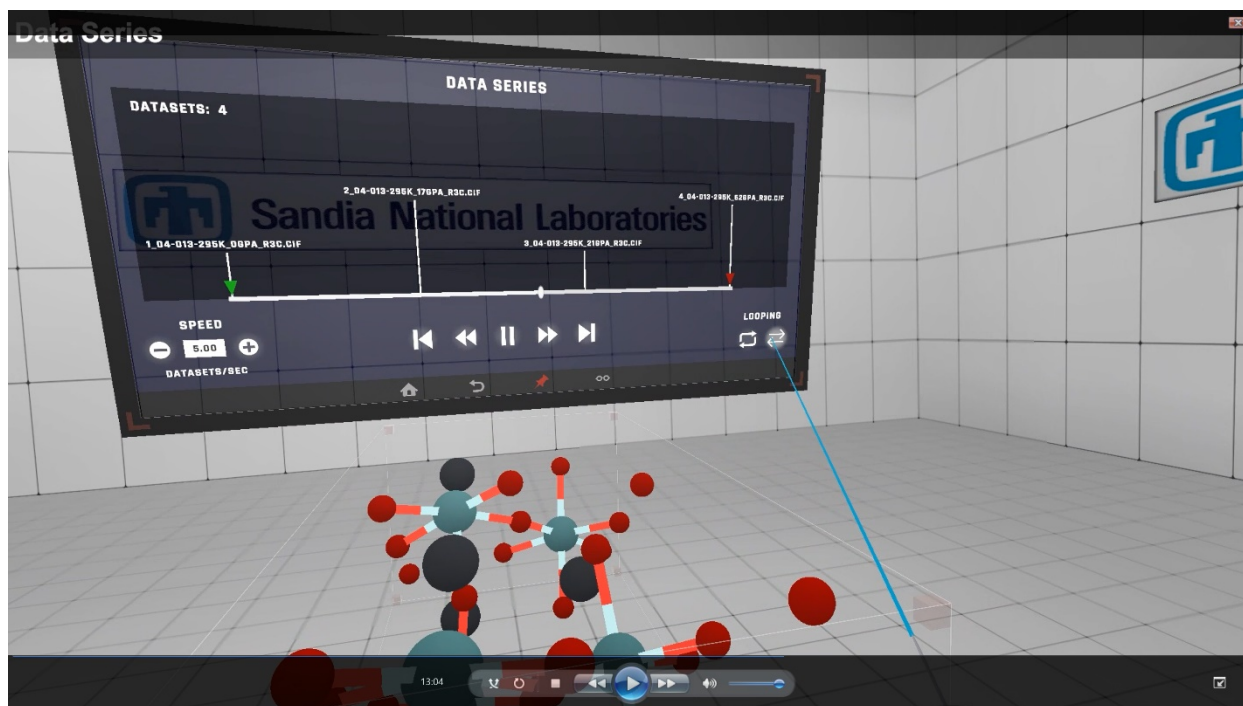 Data Series
DATA SERIES
DATASETS: 4
2_04-013-295K_17GPA_R3C.CIF
4_04-013-295K_52GPA_R3C.CIF
Sandia National Laboratories
1_04-013-295K_0GPA_R3C.CIF
3_04-013-295K_21GPA_R3C.CIF
SPEED
LOOPING
5.00
DATASETS/SEC
13:04